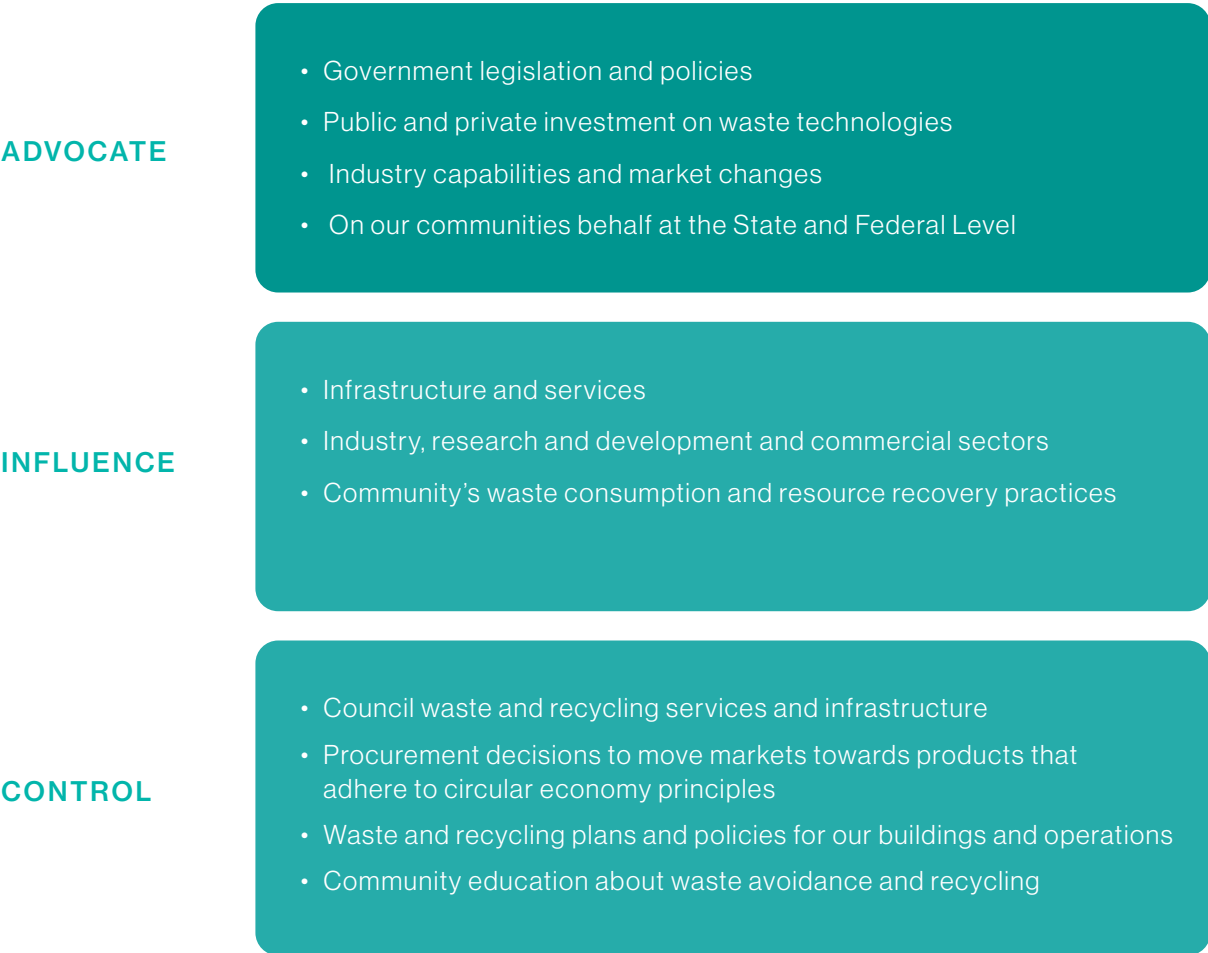 ADVOCATE
• Government legislation and policies
• Public and private investment on waste technologies
• Industry capabilities and market changes
• On our communities behalf at the State and Federal Level
INFLUENCE
• Infrastructure and services
• Industry, research and development and commercial sectors
• Community’s waste consumption and resource recovery practices
CONTROL
• Council waste and recycling services and infrastructure
• Procurement decisions to move markets towards products that
adhere to circular economy principles
• Waste and recycling plans and policies for our buildings and operations
• Community education about waste avoidance and recycling